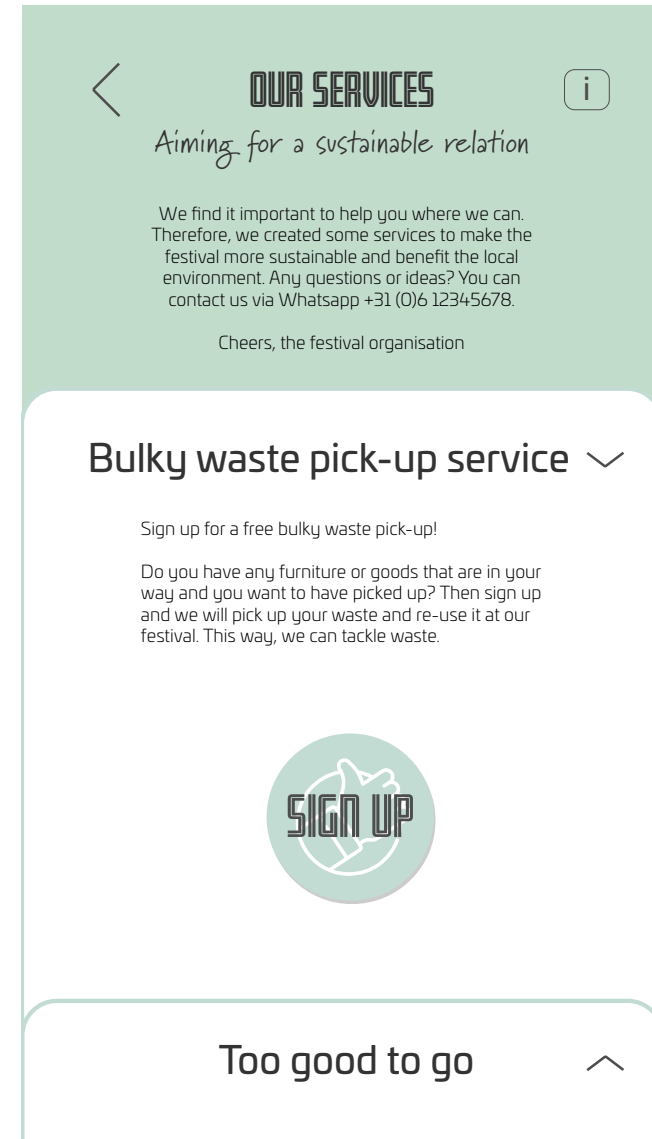 OUR SERVICES
i
Aiming for a sustainable relation
We find it important to help you where we can.
Therefore, we created some services to make the
festival more sustainable and benefit the local
environment. Any questions or ideas? You can
contact us via Whatsapp +31 (0)6 12345678.
Cheers, the festival organisation
Bulky waste pick-up service
Sign up for a free bulky waste pick-up!
Do you have any furniture or goods that are in your
way and you want to have picked up? Then sign up
and we will pick up your waste and re-use it at our
festival. This way, we can tackle waste.
SIGN UP
Too good to go